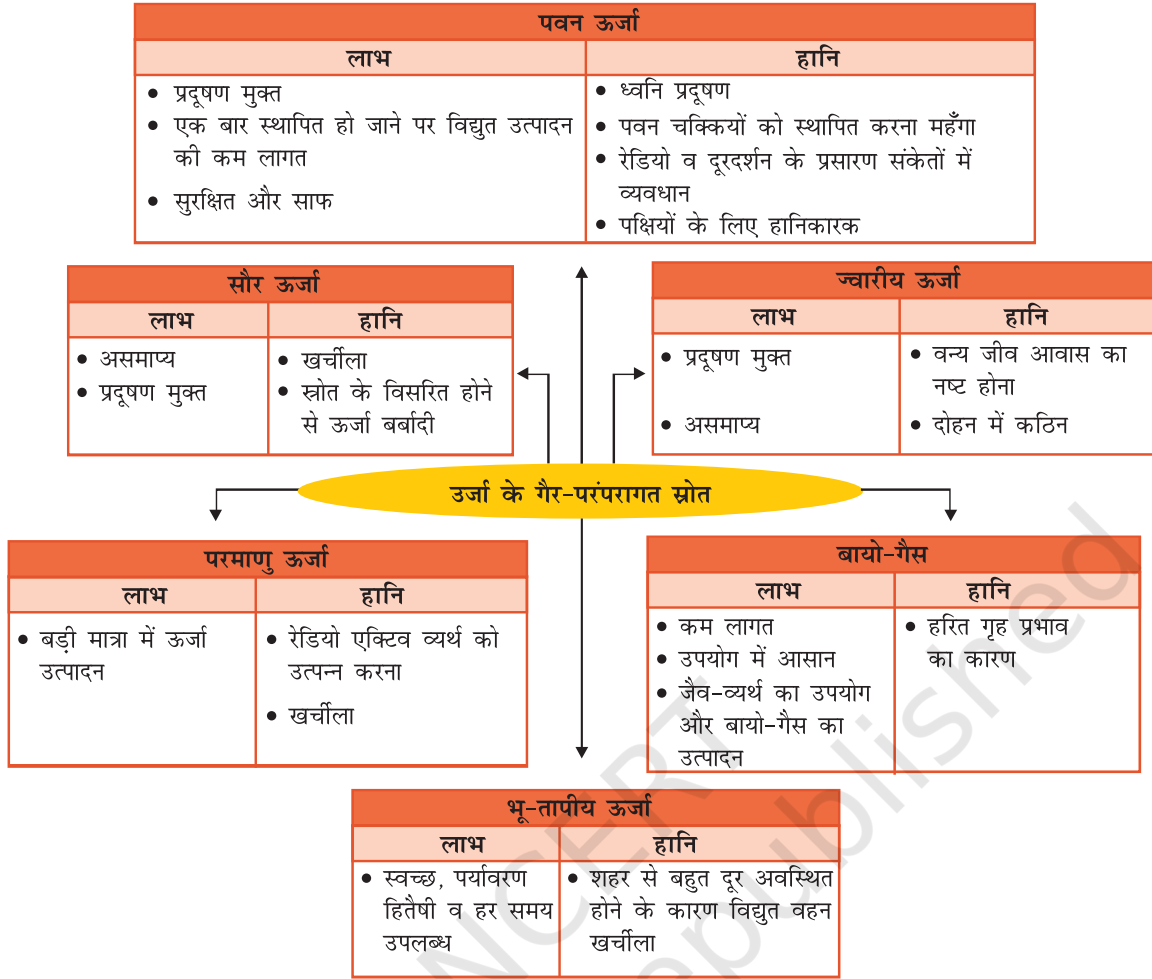 पवन ऊर्जा
लाभ
हानि
• प्रदूषण मुक्त
• एक बार स्थापित हो जाने पर विद्युत उत्पादन
की कम लागत
• सुरक्षित और साफ
• ध्वनि प्रदूषण
• पवन चक्कियों को स्थापित करना महँगा
• रेडियो व दूरदर्शन के प्रसारण संकेतों में
व्यवधान
• पक्षियों के लिए हानिकारक
सौर ऊर्जा
लाभ
हानि
• असमाप्य
• प्रदूषण मुक्त
• खर्चीला
• स्रोत के विसरित होने
से ऊर्जा बर्बादी
ज्वारीय ऊर्जा
लाभ
हानि
• प्रदूषण मुक्त
• असमाप्य
• वन्य जीव आवास का
नष्ट होना
• दोहन में कठिन
उर्जा के गैर-परंपरागत स्रोत
परमाणु ऊर्जा
लाभ
हानि
• बड़ी मात्रा में ऊर्जा
उत्पादन
• रेडियो एक्टिव व्यर्थ को
उत्पन्न करना
• खर्चीला
बायो-गैस
लाभ
हानि
• कम लागत
• उपयोग में आसान
• जैव-व्यर्थ का उपयोग
और बायो-गैस का
उत्पादन
• हरित गृह प्रभाव
का कारण
भू-तापीय ऊर्जा
लाभ
हानि
• स्वच्छ, पर्यावरण
हितैषी व हर समय
उपलब्ध
• शहर से बहुत दूर अवस्थित
होने के कारण विद्युत वहन
खर्चीला
NCERT
epublished